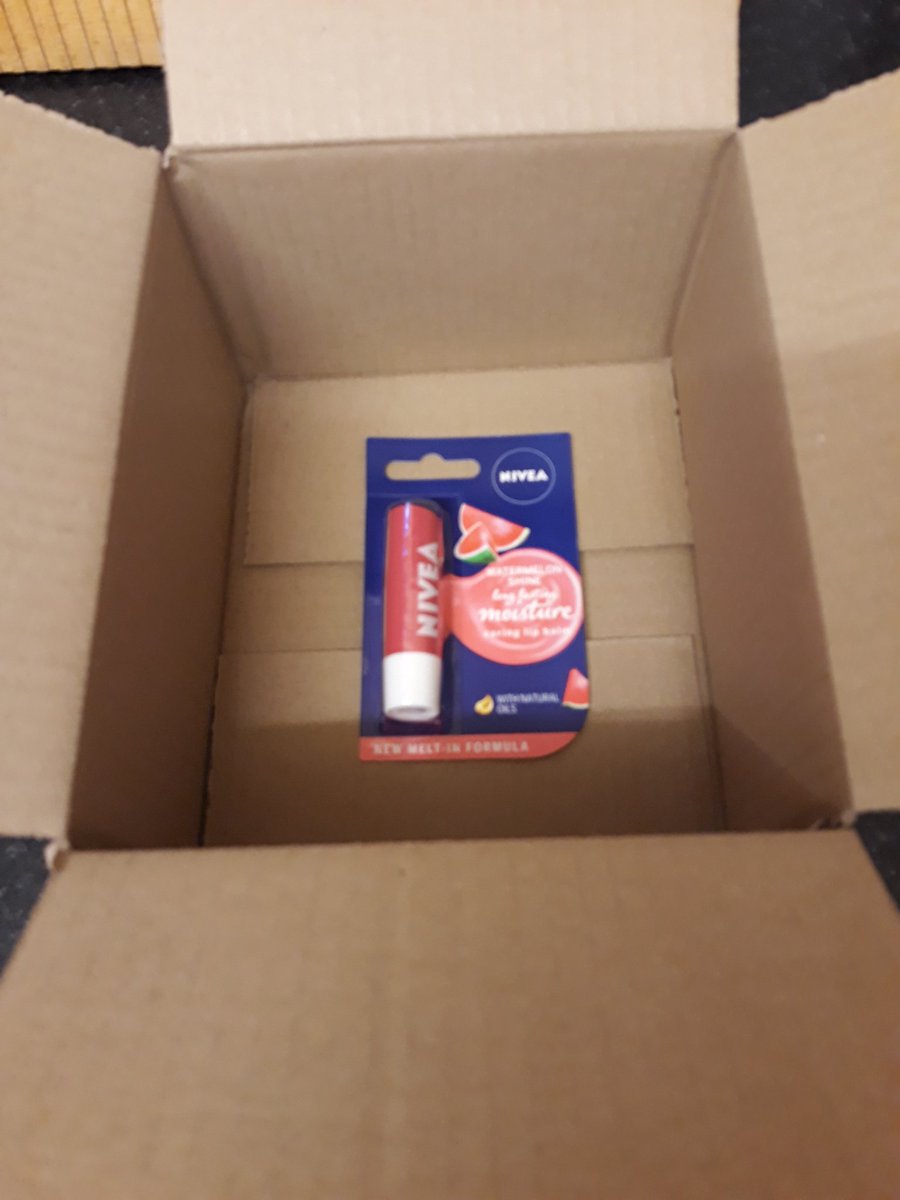 NIVEA
NIVEA
WATERMELON
SHINE
long lasting
moisture
caring lip balm
WITH NATURAL
OILS
NEW MELT-IN FORMULA